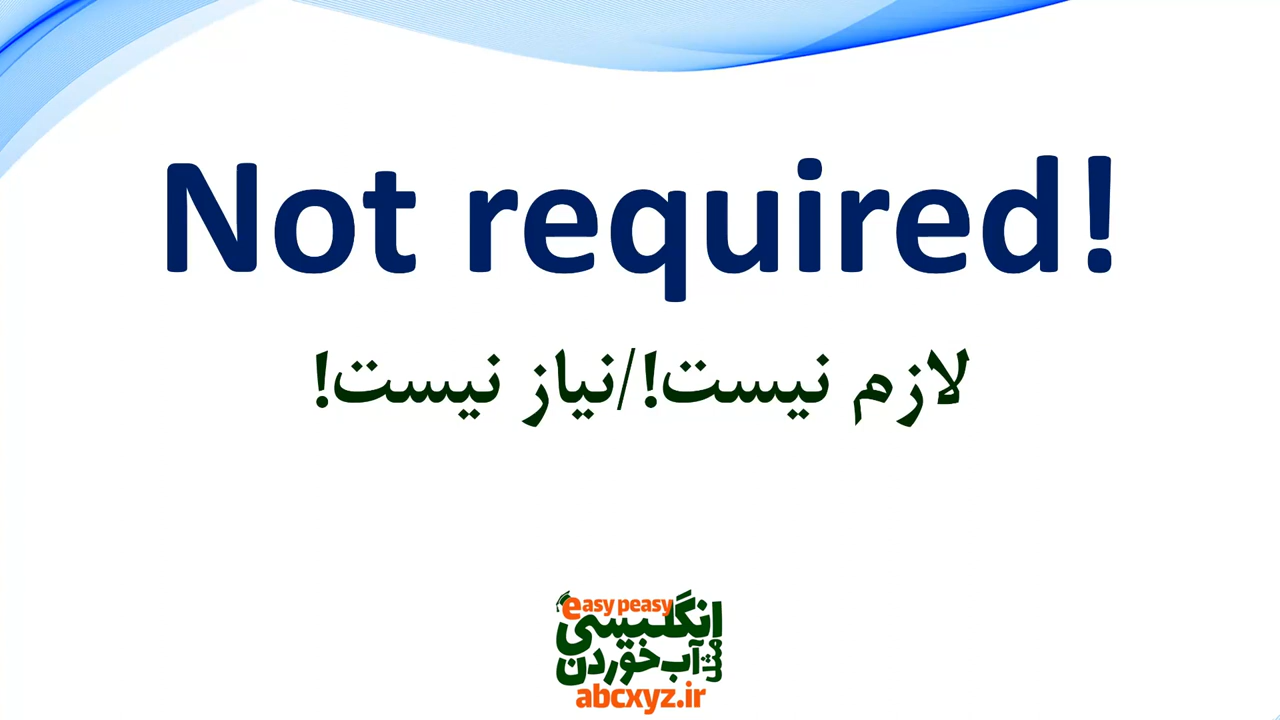 Not required!
لازم نیست!/نیاز نیست!
easy peasy
انگلیسی
مثل آب خوردن
abcxyz.ir